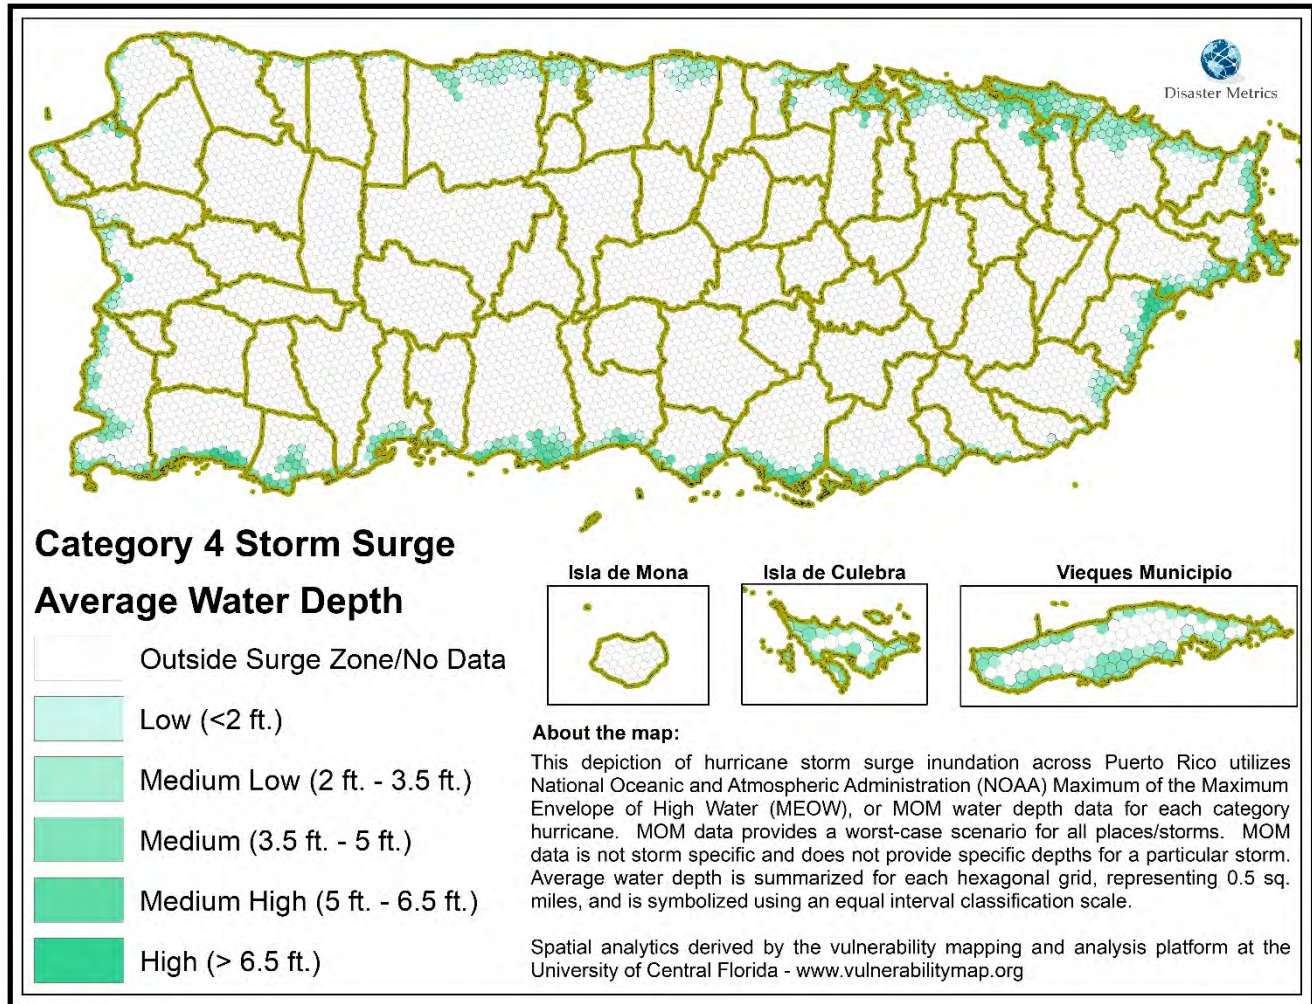 Disaster Metrics
Category 4 Storm Surge
Average Water Depth
Outside Surge Zone/No Data
Low (<2 ft.)
Medium Low (2 ft. - 3.5 ft.)
Medium (3.5 ft. - 5 ft.)
Medium High (5 ft. - 6.5 ft.)
High (> 6.5 ft.)
Isla de Mona
Isla de Culebra
Vieques Municipio
About the map:
This depiction of hurricane storm surge inundation across Puerto Rico utilizes
National Oceanic and Atmospheric Administration (NOAA) Maximum of the Maximum
Envelope of High Water (MEOW), or MOM water depth data for each category
hurricane. MOM data provides a worst-case scenario for all places/storms. MOM
data is not storm specific and does not provide specific depths for a particular storm.
Average water depth is summarized for each hexagonal grid, representing 0.5 sq.
miles, and is symbolized using an equal interval classification scale.
Spatial analytics derived by the vulnerability mapping and analysis platform at the
University of Central Florida - www.vulnerabilitymap.org